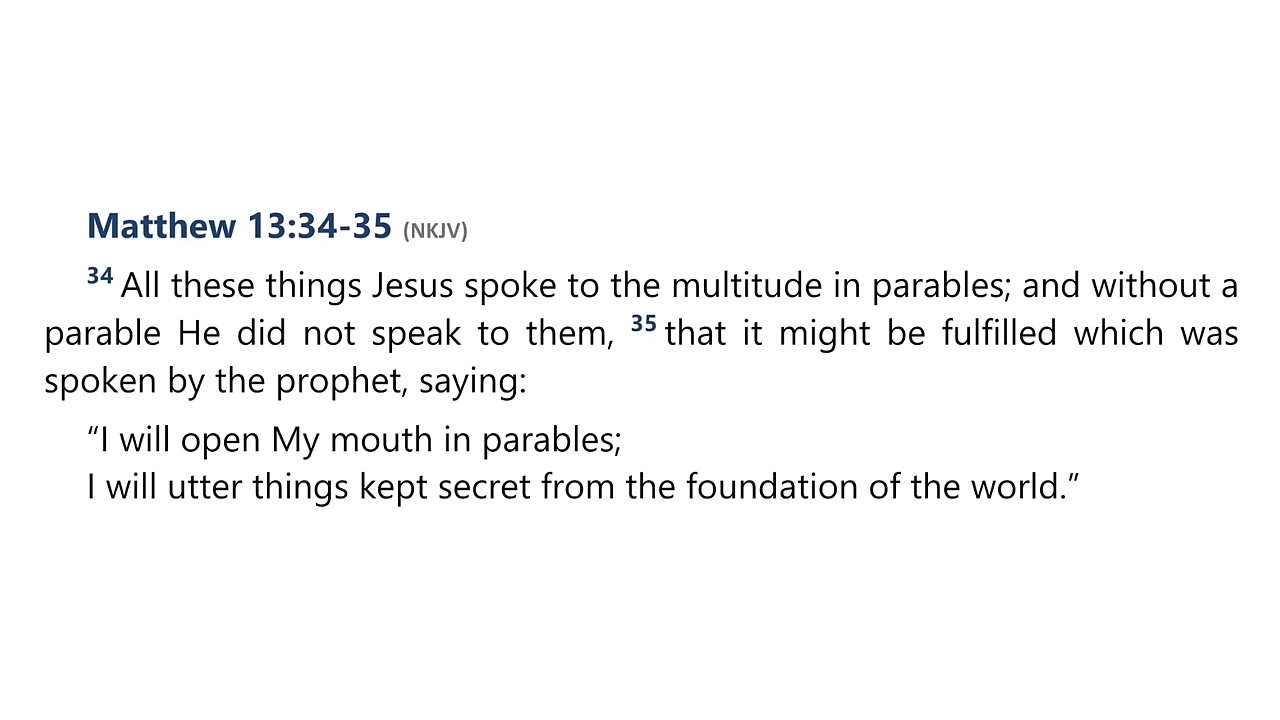 Matthew 13:34-35 (NKJV)
34 All these things Jesus spoke to the multitude in parables; and without a
parable He did not speak to them, 35 that it might be fulfilled which was
spoken by the prophet, saying:
“I will open My mouth in parables;
I will utter things kept secret from the foundation of the world.”